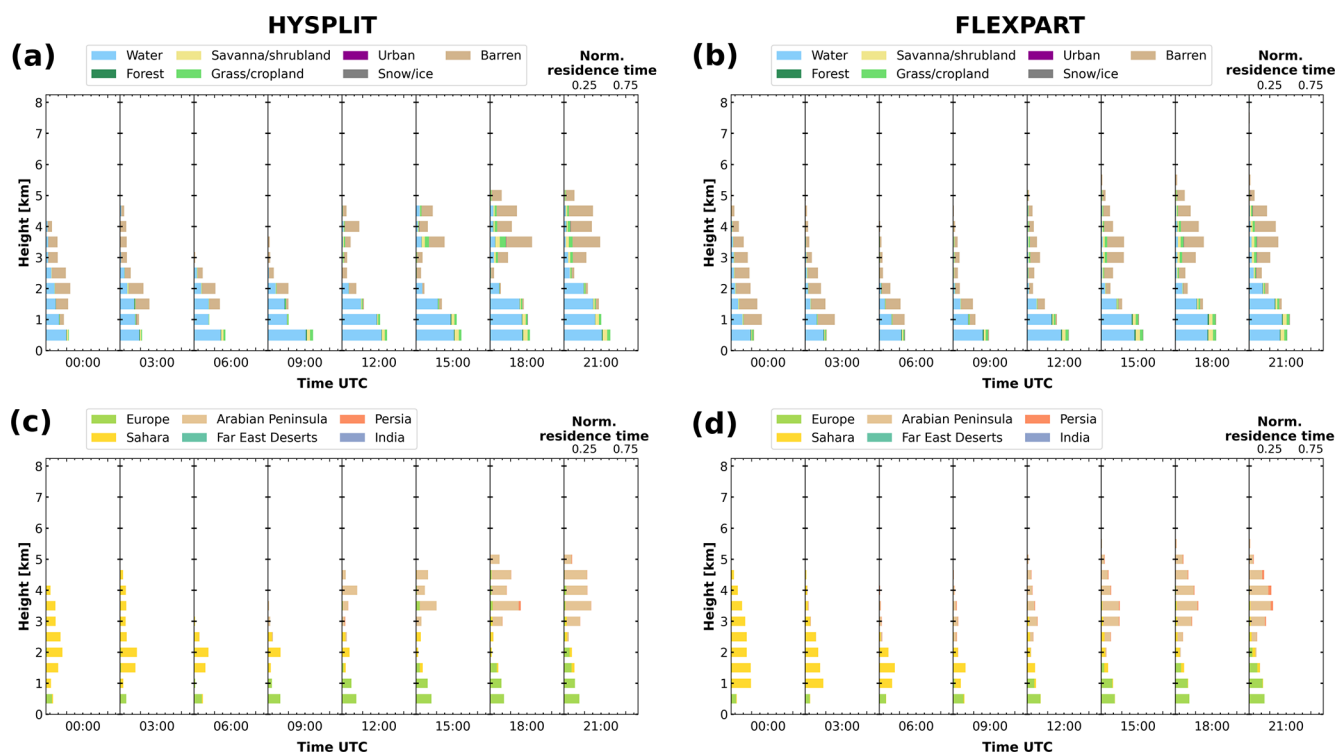 HYSPLIT
(a)
Water Savanna/shrubland Urban Barren
Forest Grass/cropland Snow/ice
Norm.
residence time
0.25 0.75
Height [km]
8
7
6
5
4
3
2
1
0
00:00 03:00 06:00 09:00 12:00 15:00 18:00 21:00
Time UTC
FLEXPART
(b)
Water Savanna/shrubland Urban Barren
Forest Grass/cropland Snow/ice
Norm.
residence time
0.25 0.75
Height [km]
8
7
6
5
4
3
2
1
0
00:00 03:00 06:00 09:00 12:00 15:00 18:00 21:00
Time UTC
(c)
Europe Arabian Peninsula Persia
Sahara Far East Deserts India
Norm.
residence time
0.25 0.75
Height [km]
8
7
6
5
4
3
2
1
0
00:00 03:00 06:00 09:00 12:00 15:00 18:00 21:00
Time UTC
(d)
Europe Arabian Peninsula Persia
Sahara Far East Deserts India
Norm.
residence time
0.25 0.75
Height [km]
8
7
6
5
4
3
2
1
0
00:00 03:00 06:00 09:00 12:00 15:00 18:00 21:00
Time UTC